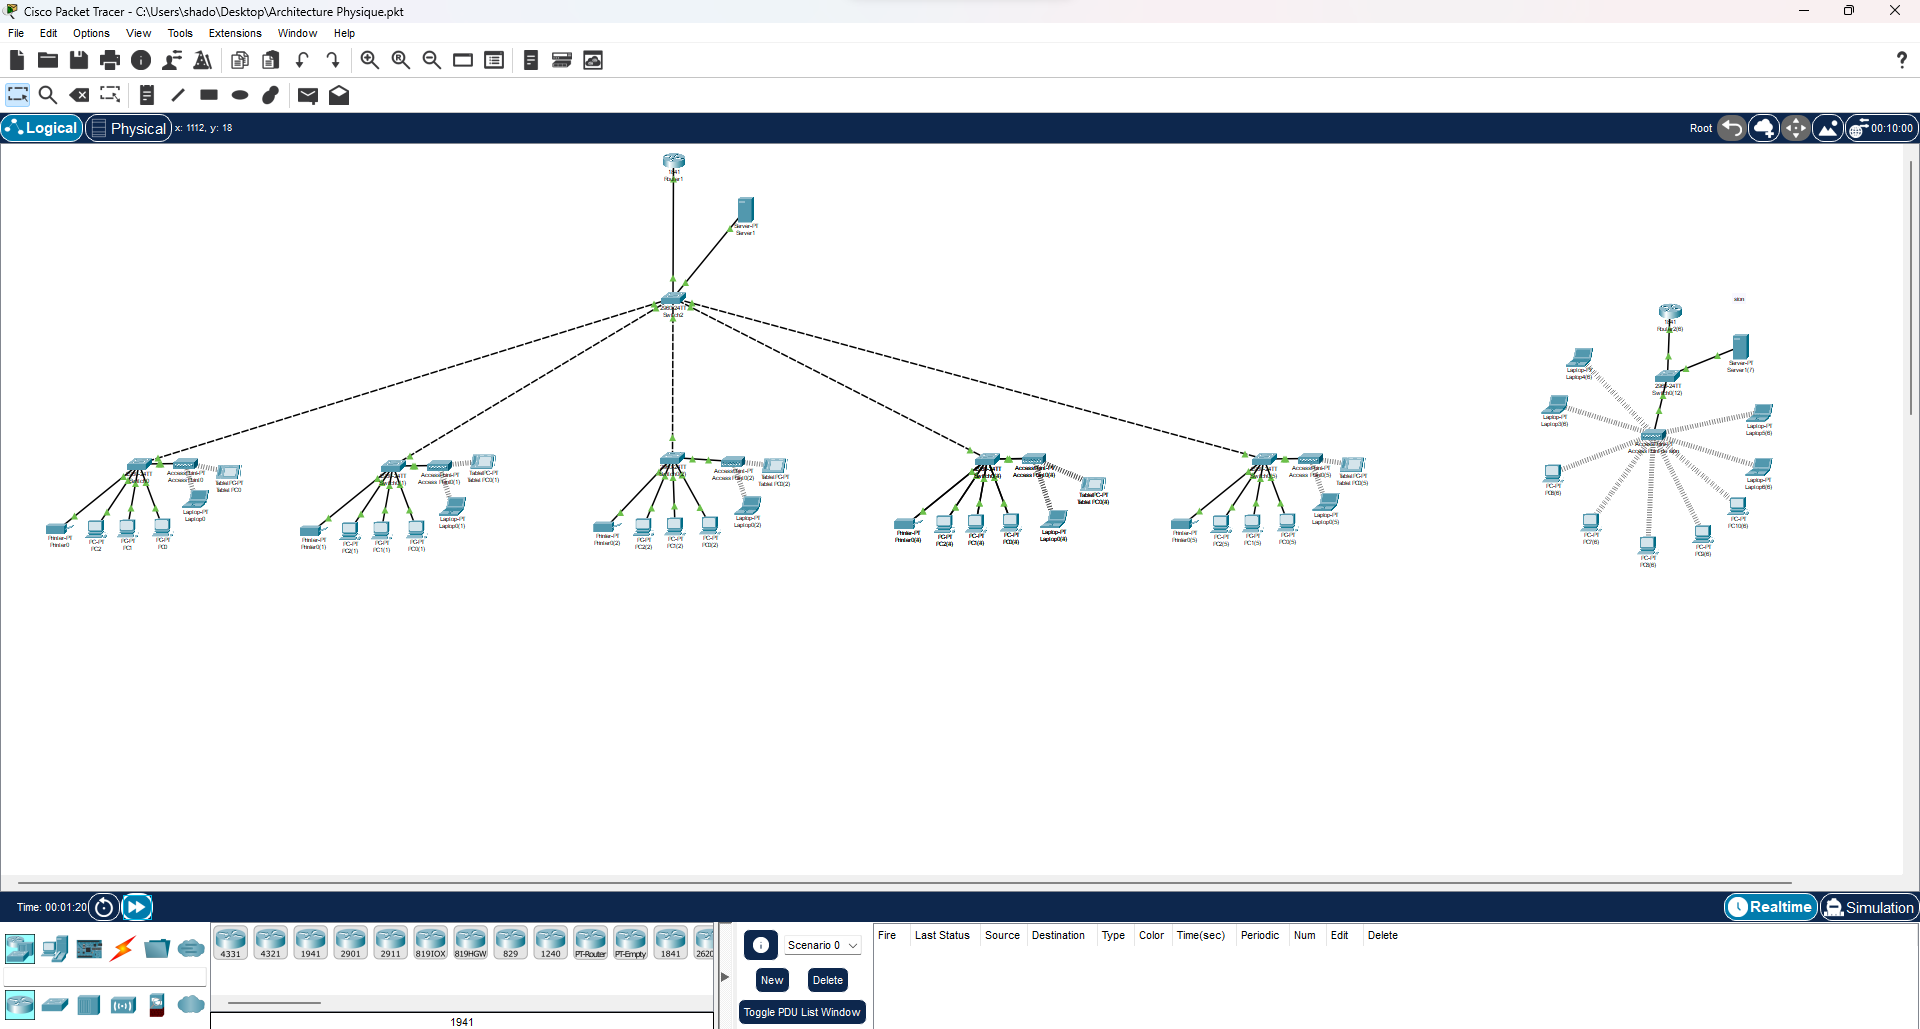 Cisco Packet Tracer - C:\Users\shado\Desktop\Architecture Physique.pkt
File Edit Options View Tools Extensions Window Help
Logical Physical x: 1112, y: 18 Root 00:10:00
1841
Router1
Server-PT
Server1
2960-24TT
Switch2
1841
Router2(6)
Server-PT
Server1(7)
2960-24TT
Switch0(12)
Laptop-PT
Laptop4(6)
Laptop-PT
Laptop3(6)
Laptop-PT
Laptop5(6)
Laptop-PT
Laptop6(6)
PC-PT
PC6(6)
PC-PT
PC7(6)
PC-PT
PC8(6)
PC-PT
PC9(6)
PC-PT
PC10(6)
AccessPoint-PT
Access Point0
TabletPC-PT
Tablet PC0
Laptop-PT
Laptop0
Printer-PT
Printer0
PC-PT
PC2
PC-PT
PC1
PC-PT
PC0
AccessPoint-PT
Access Point0(1)
TabletPC-PT
Tablet PC0(1)
Laptop-PT
Laptop0(1)
Printer-PT
Printer0(1)
PC-PT
PC2(1)
PC-PT
PC1(1)
PC-PT
PC0(1)
AccessPoint-PT
Access Point0(2)
TabletPC-PT
Tablet PC0(2)
Laptop-PT
Laptop0(2)
Printer-PT
Printer0(2)
PC-PT
PC2(2)
PC-PT
PC1(2)
PC-PT
PC0(2)
AccessPoint-PT
Access Point0(4)
TabletPC-PT
Tablet PC0(4)
Laptop-PT
Laptop0(4)
Printer-PT
Printer0(4)
PC-PT
PC2(4)
PC-PT
PC1(4)
PC-PT
PC0(4)
AccessPoint-PT
Access Point0(5)
TabletPC-PT
Tablet PC0(5)
Laptop-PT
Laptop0(5)
Printer-PT
Printer0(5)
PC-PT
PC2(5)
PC-PT
PC1(5)
PC-PT
PC0(5)
Time: 00:01:20 Realtime Simulation
4331 4321 1941 2901 2911 819IOX 819HGW 829 1240 PT-Router PT-Empty 1841
1941
Scenario 0
New Delete
Toggle PDU List Window
Fire Last Status Source Destination Type Color Time(sec) Periodic Num Edit Delete